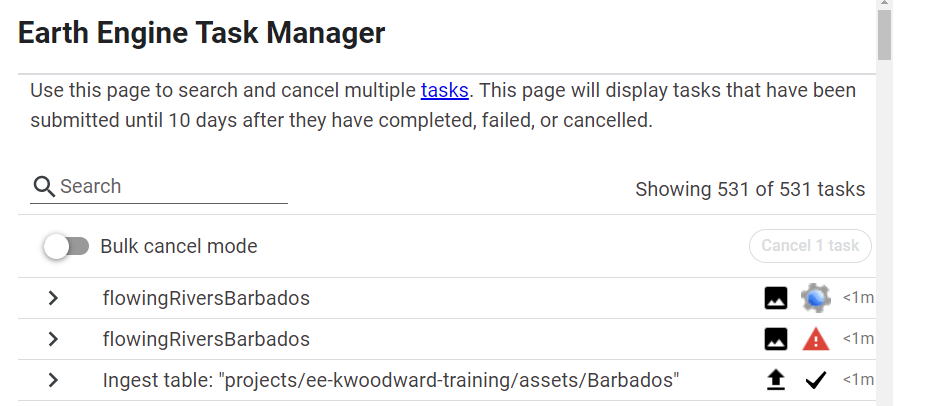 Earth Engine Task Manager
Use this page to search and cancel multiple tasks. This page will display tasks that have been
submitted until 10 days after they have completed, failed, or cancelled.
Search
Showing 531 of 531 tasks
Bulk cancel mode
Cancel 1 task
flowingRiversBarbados
<1m
flowingRiversBarbados
<1m
Ingest table: "projects/ee-kwoodward-training/assets/Barbados"
<1m